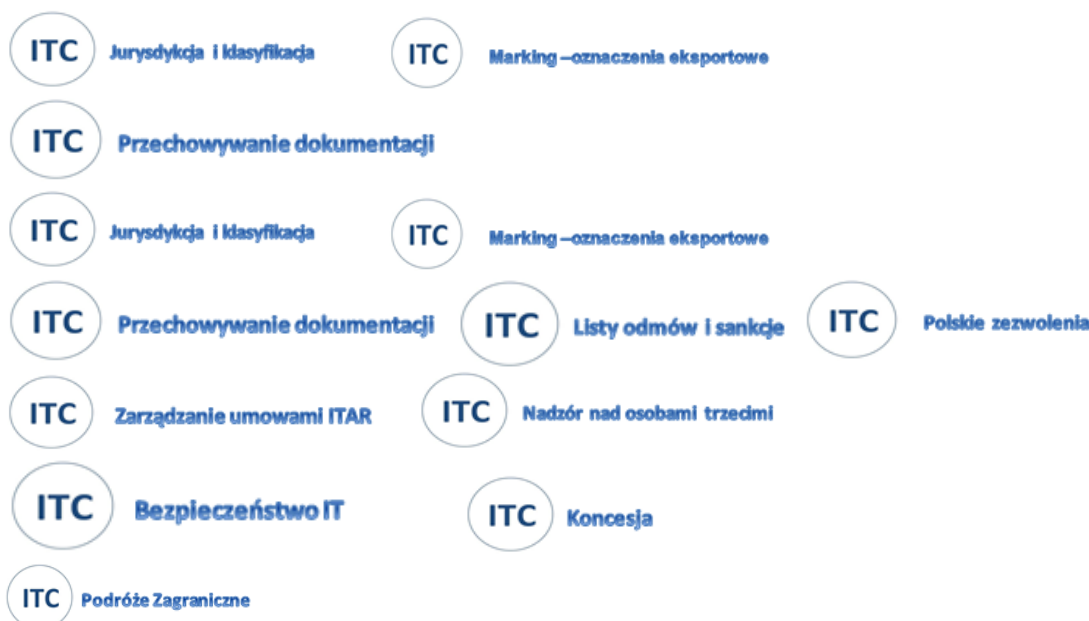 ITC Jurysdykcja i klasyfikacja ITC Marking –oznaczenia eksportowe
ITC Przechowywanie dokumentacji
ITC Jurysdykcja i klasyfikacja ITC Marking –oznaczenia eksportowe
ITC Przechowywanie dokumentacji ITC Listy odmów i sankcje ITC Polskie zezwolenia
ITC Zarządzanie umowami ITAR ITC Nadzór nad osobami trzecimi
ITC Bezpieczeństwo IT ITC Koncesja
ITC Podróże Zagraniczne